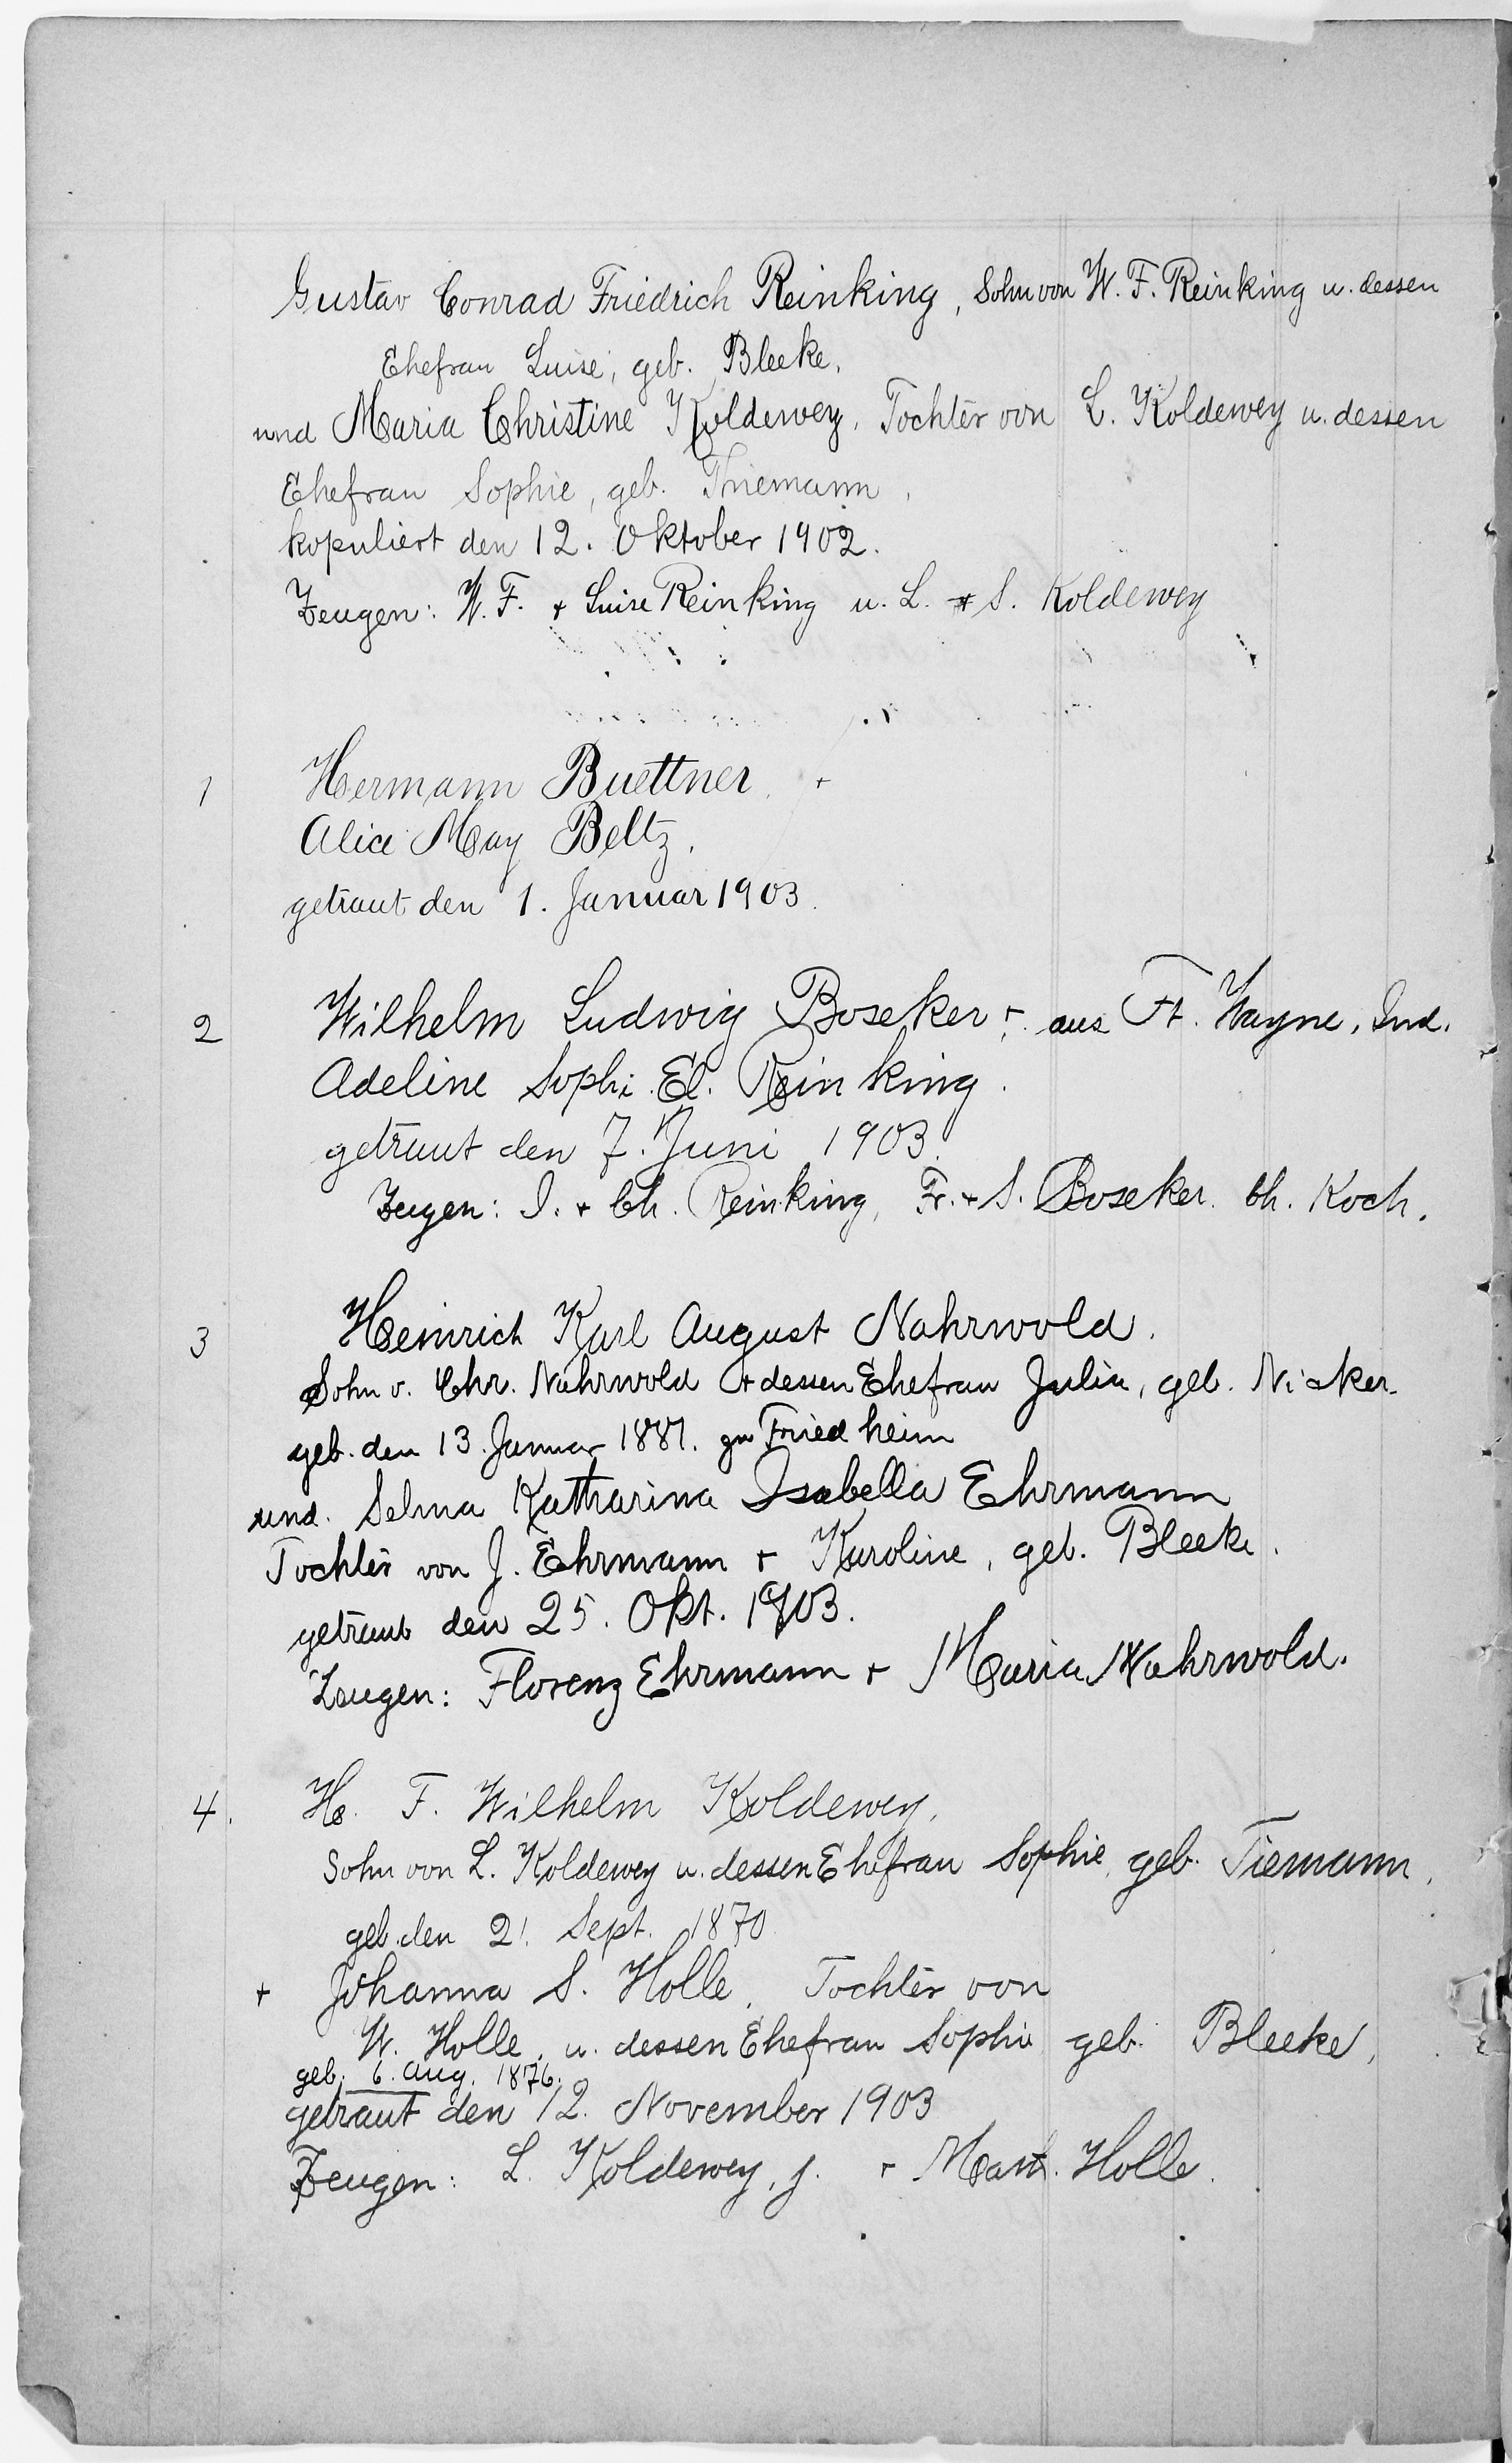 Gustav Conrad Friedrich Reinking, Sohn von W. F. Reinking u. dessen
Ehefrau Luise, geb. Bleeke,
und Maria Christine Koldewey, Tochter von L. Koldewey u. dessen
Ehefrau Sophie, geb. Thiemann,
kopuliert den 12. Oktober 1902.
Zeugen: W. F. + Luise Reinking u. L. + S. Koldewey
1 Hermann Buettner. +
Alice May Beltz.
getraut den 1. Januar 1903.
2 Wilhelm Ludwig Boseker +. aus Ft. Wayne, Ind.
Adeline Sophi. El. Reinking.
getraut den 7. Juni 1903.
Zeugen: I. + Ch. Reinking, Fr. + S. Boseker. Ch. Koch.
3 Heinrich Karl August Nahrwold.
Sohn v. Chr. Nahrwold + dessen Ehefrau Julia, geb.
geb. den 13. Januar 1881. zu Friedheim
und. Selma Katharina Isabella Ehrmann
Tochter von J. Ehrmann + Karoline, geb. Bleeke.
getraut den 25. Okt. 1903.
Zeugen: Florenz Ehrmann + Maria Nahrwold.
4. H. F. Wilhelm Koldewey.
Sohn von L. Koldewey u. dessen Ehefrau Sophie, geb. Tiemann,
geb. den Sept. 1870
+ Johanna S. Holle, Tochter von
W. Holle, u. dessen Ehefrau Sophie geb. Bleeke,
geb. 6. Aug. 1876.
getraut den 12. November 1903
Zeugen: L. Koldewey, j. + Holle.